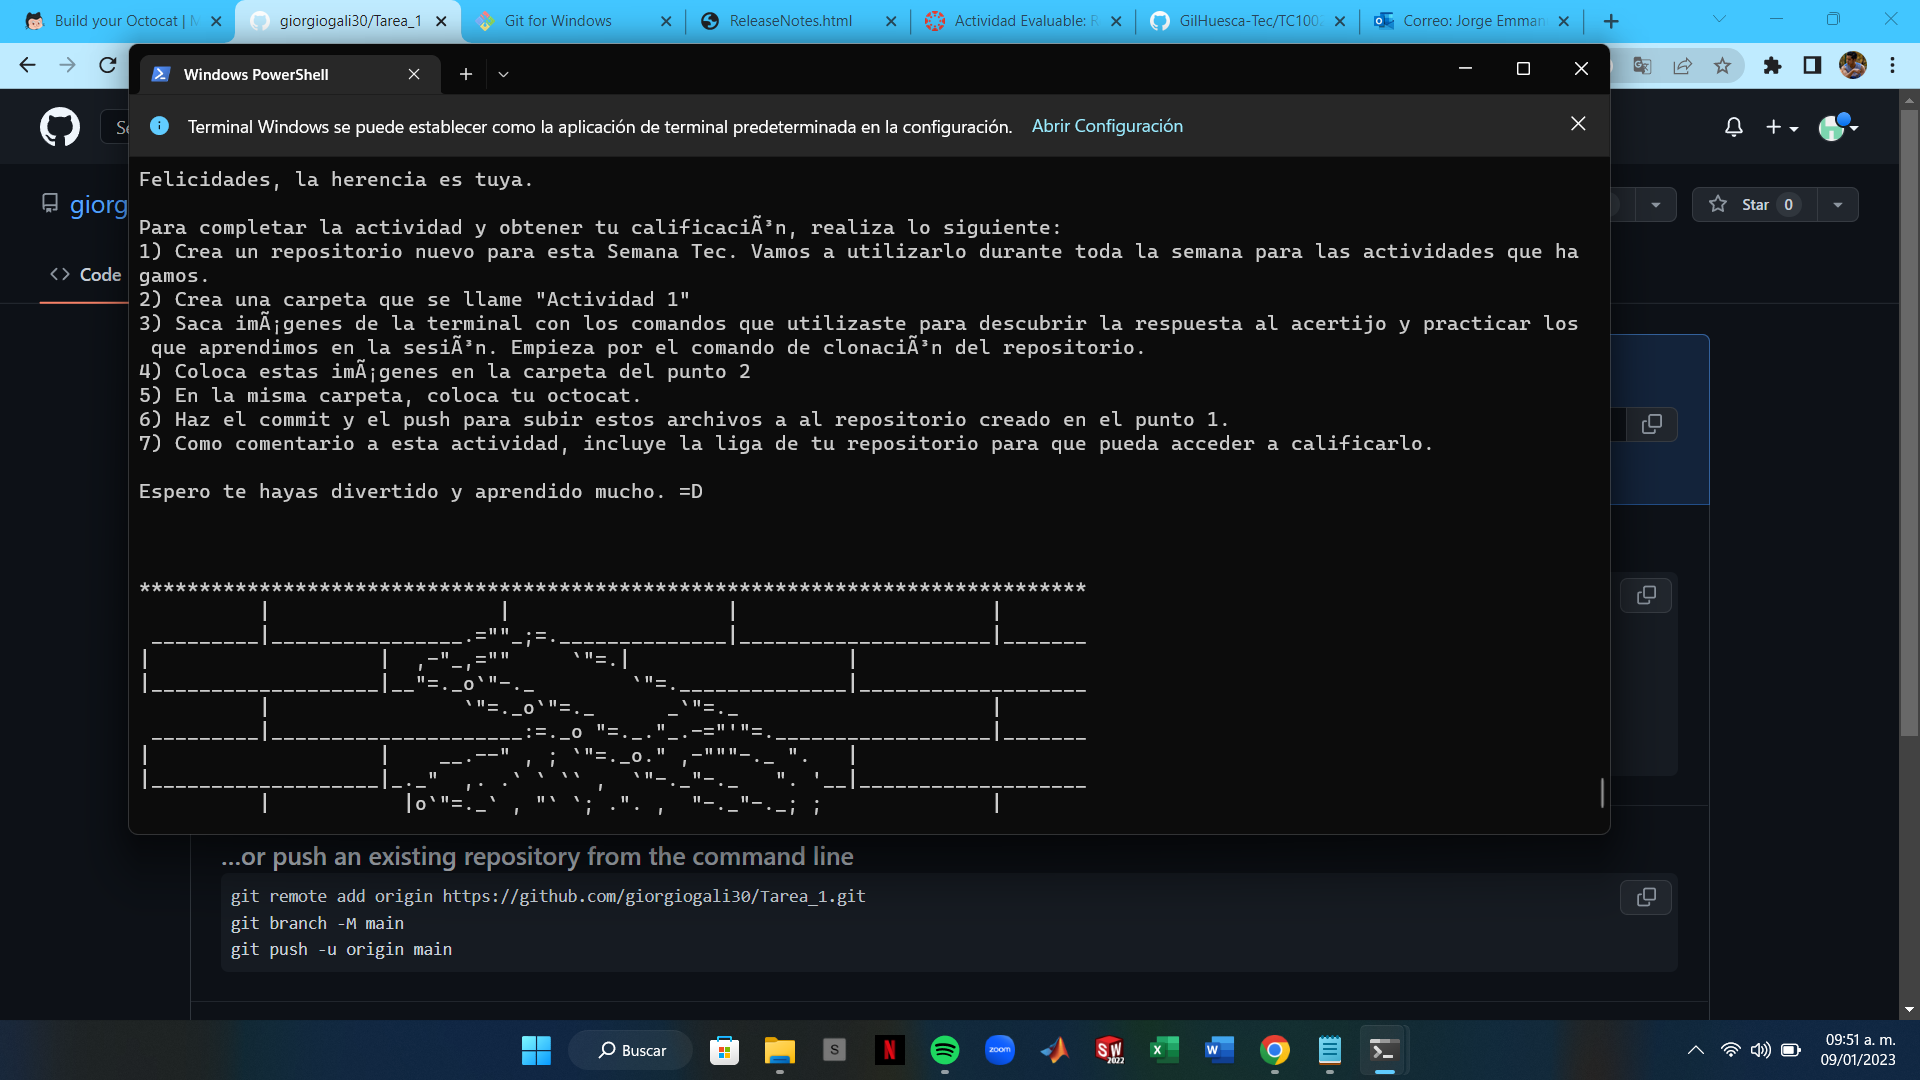 Build your Octocat | M
giorgiogali30/Tarea_1
Git for Windows
ReleaseNotes.html
Actividad Evaluable: R
GilHuesca-Tec/TC1002
Correo: Jorge Emman
Windows PowerShell
Terminal Windows se puede establecer como la aplicación de terminal predeterminada en la configuración. Abrir Configuración
Se
giorg
Star 0
<> Code
Felicidades, la herencia es tuya.
Para completar la actividad y obtener tu calificaciÃ³n, realiza lo siguiente:
1) Crea un repositorio nuevo para esta Semana Tec. Vamos a utilizarlo durante toda la semana para las actividades que ha
gamos.
2) Crea una carpeta que se llame "Actividad 1"
3) Saca imÃ¡genes de la terminal con los comandos que utilizaste para descubrir la respuesta al acertijo y practicar los
que aprendimos en la sesiÃ³n. Empieza por el comando de clonaciÃ³n del repositorio.
4) Coloca estas imÃ¡genes en la carpeta del punto 2
5) En la misma carpeta, coloca tu octocat.
6) Haz el commit y el push para subir estos archivos a al repositorio creado en el punto 1.
7) Como comentario a esta actividad, incluye la liga de tu repositorio para que pueda acceder a calificarlo.
Espero te hayas divertido y aprendido mucho. =D
*******************************************************************************
...or push an existing repository from the command line
git remote add origin https://github.com/giorgiogali30/Tarea_1.git
git branch -M main
git push -u origin main
Buscar
S
N
zoom
SW
2022
09:51 a. m.
09/01/2023